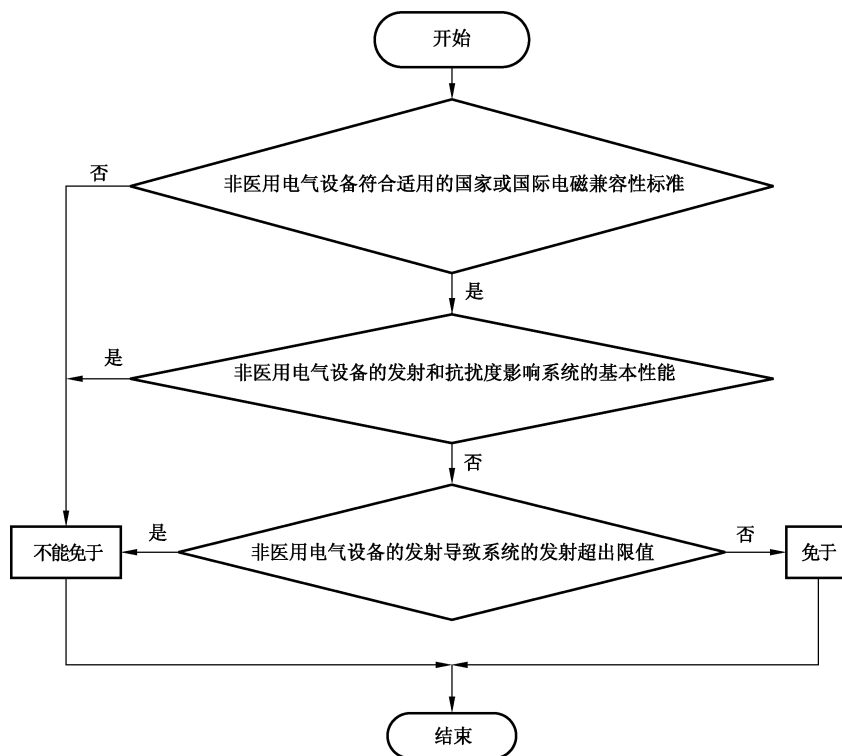 开始
否
非医用电气设备符合适用的国家或国际电磁兼容性标准
是
是
非医用电气设备的发射和抗扰度影响系统的基本性能
否
不能免于
是
非医用电气设备的发射导致系统的发射超出限值
否
免于
结束